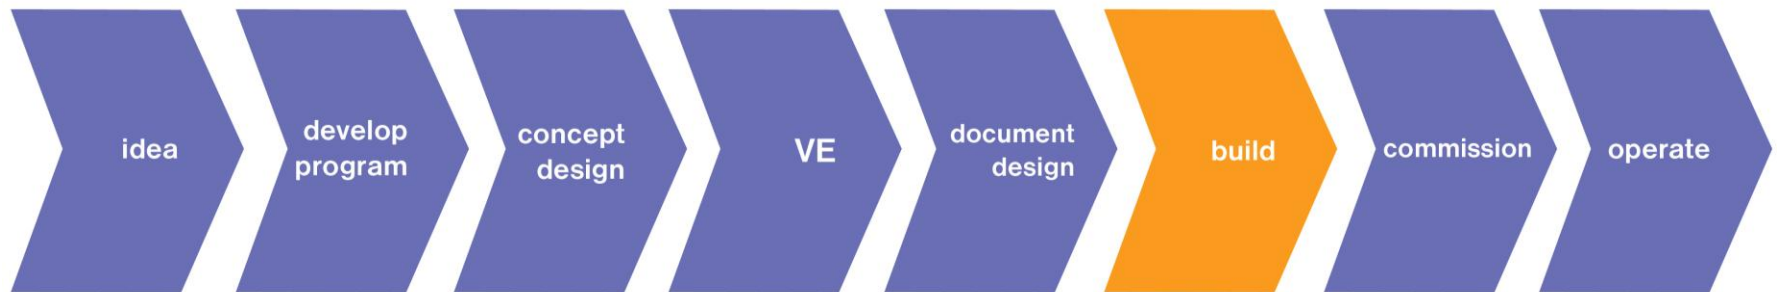 idea
develop
program
concept
design
VE
document
design
build
commission
operate